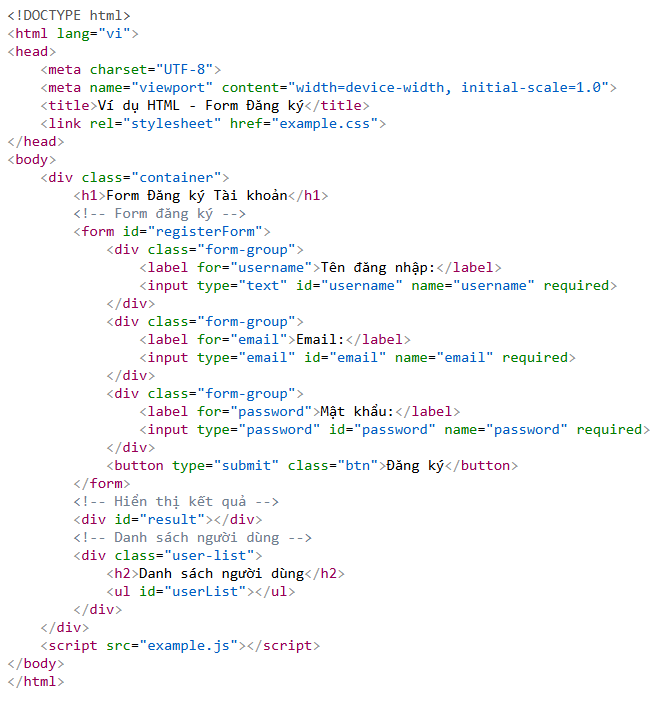 <!DOCTYPE html>
<html lang="vi">
<head>
    <meta charset="UTF-8">
    <meta name="viewport" content="width=device-width, initial-scale=1.0">
    <title>Ví dụ HTML - Form Đăng ký</title>
    <link rel="stylesheet" href="example.css">
</head>
<body>
    <div class="container">
        <h1>Form Đăng ký Tài khoản</h1>
        <!-- Form đăng ký -->
        <form id="registerForm">
            <div class="form-group">
                <label for="username">Tên đăng nhập:</label>
                <input type="text" id="username" name="username" required>
            </div>
            <div class="form-group">
                <label for="email">Email:</label>
                <input type="email" id="email" name="email" required>
            </div>
            <div class="form-group">
                <label for="password">Mật khẩu:</label>
                <input type="password" id="password" name="password" required>
            </div>
            <button type="submit" class="btn">Đăng ký</button>
        </form>
        <!-- Hiển thị kết quả -->
        <div id="result"></div>
        <!-- Danh sách người dùng -->
        <div class="user-list">
            <h2>Danh sách người dùng</h2>
            <ul id="userList"></ul>
        </div>
    </div>
    <script src="example.js"></script>
</body>
</html>